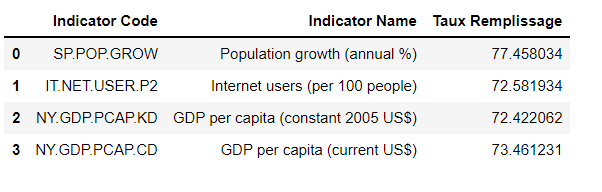 Indicator Code Indicator Name Taux Remplissage
0 SP.POP.GROW Population growth (annual %) 77.458034
1 IT.NET.USER.P2 Internet users (per 100 people) 72.581934
2 NY.GDP.PCAP.KD GDP per capita (constant 2005 US$) 72.422062
3 NY.GDP.PCAP.CD GDP per capita (current US$) 73.461231